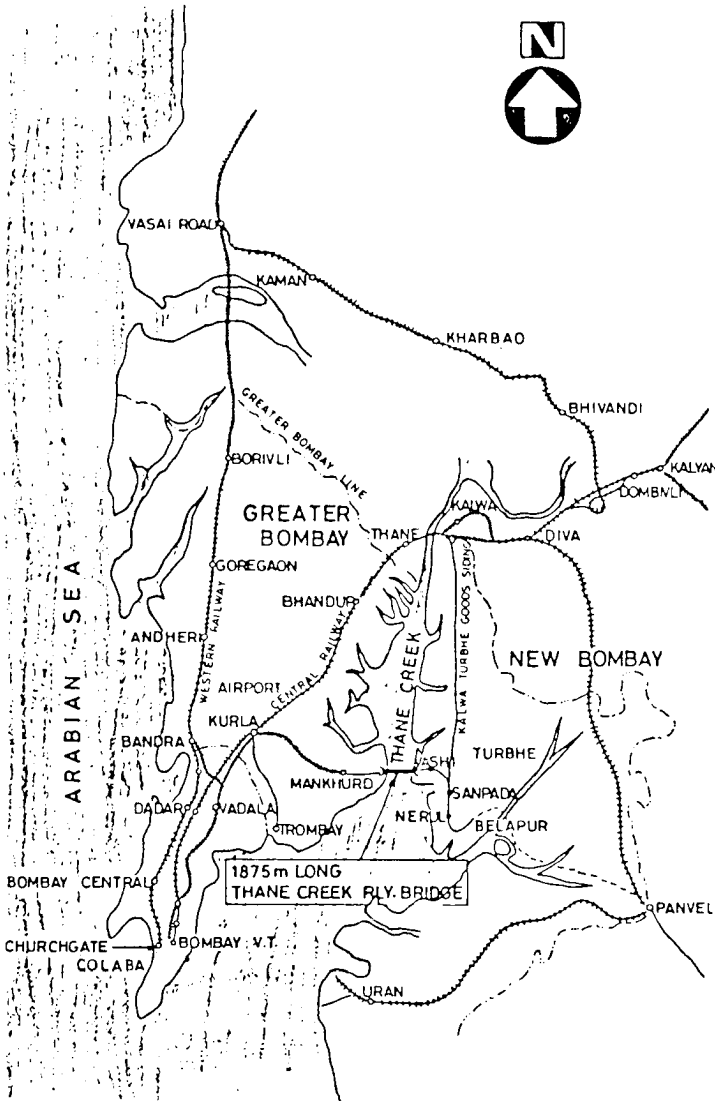 N
VASAI ROAD
KAMAN
KHARBAO
BHIVANDI
KALYAN
DOMBIVLI
GREATER BOMBAY LINE
BORIVLI
KALWA
GREATER
BOMBAY
THANE
DIVA
GOREGAON
BHANDUP
ARABIAN SEA
ANDHERI
WESTERN RAILWAY
CENTRAL RAILWAY
THANE CREEK
KALWA TURBHE GOODS SIDING
NEW BOMBAY
AIRPORT
KURLA
BANDRA
TURBHE
VASHI
MANKHURD
SANPADA
DADAR
VADALA
NERUL
BELAPUR
TROMBAY
1875m LONG
THANE CREEK RLY. BRIDGE
BOMBAY CENTRAL
PANVEL
CHURCHGATE
BOMBAY V.T.
COLABA
URAN